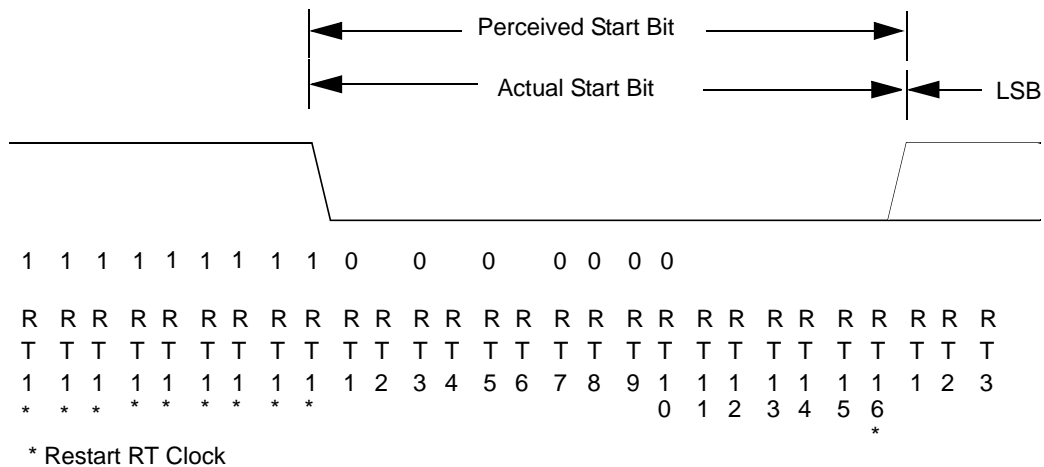 Perceived Start Bit
Actual Start Bit LSB
1 1 1 1 1 1 1 1 1 0 0 0 0 0 0 0
R R R R R R R R R R R R R R R R R R R R R R R R R R R R
T T T T T T T T T T T T T T T T T T T T T T T T T T T T
1 1 1 1 1 1 1 1 1 1 2 3 4 5 6 7 8 9 1 1 1 1 1 1 1 1 2 3
* * * * * * * * * 0 1 2 3 4 5 6
*
* Restart RT Clock